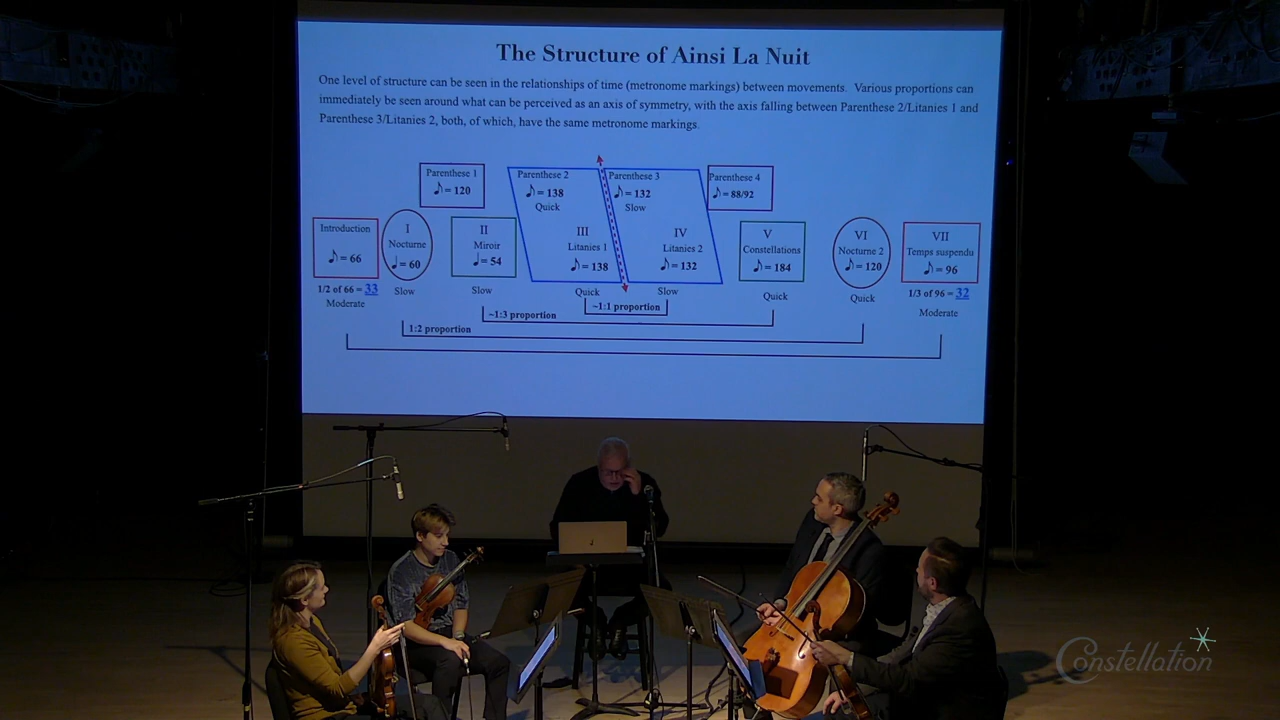 The Structure of Ainsi La Nuit
One level of structure can be seen in the relationships of time (metronome markings) between movements. Various proportions can
immediately be seen around what can be perceived as an axis of symmetry, with the axis falling between Parenthese 2/Litanies 1 and
Parenthese 3/Litanies 2, both, of which, have the same metronome markings.
Parenthese 1
♪= 120
Parenthese 2
♪= 138
Quick
Parenthese 3
♪= 132
Slow
Parenthese 4
♪= 88/92
Introduction
♪= 66
1/2 of 66 = 33
Moderate
I
Nocturne
♩= 60
Slow
II
Miroir
♩= 54
Slow
III
Litanies 1
♪= 138
Quick
IV
Litanies 2
♪= 132
Slow
V
Constellations
♪= 184
Quick
VI
Nocturne 2
♪= 120
Quick
VII
Temps suspendu
♪= 96
1/3 of 96 = 32
Moderate
~1:1 proportion
~1:3 proportion
1:2 proportion
Constellation